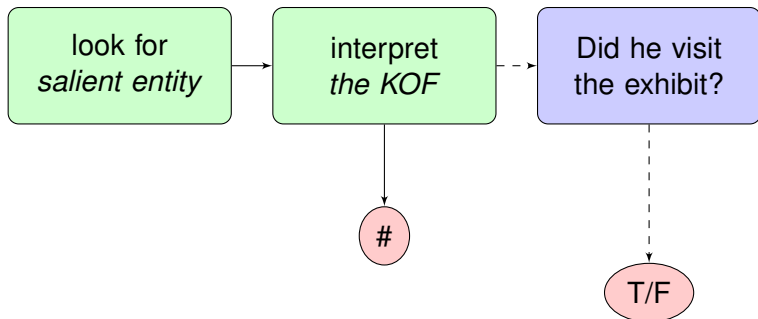 look for
salient entity
interpret
the KOF
Did he visit
the exhibit?
#
T/F